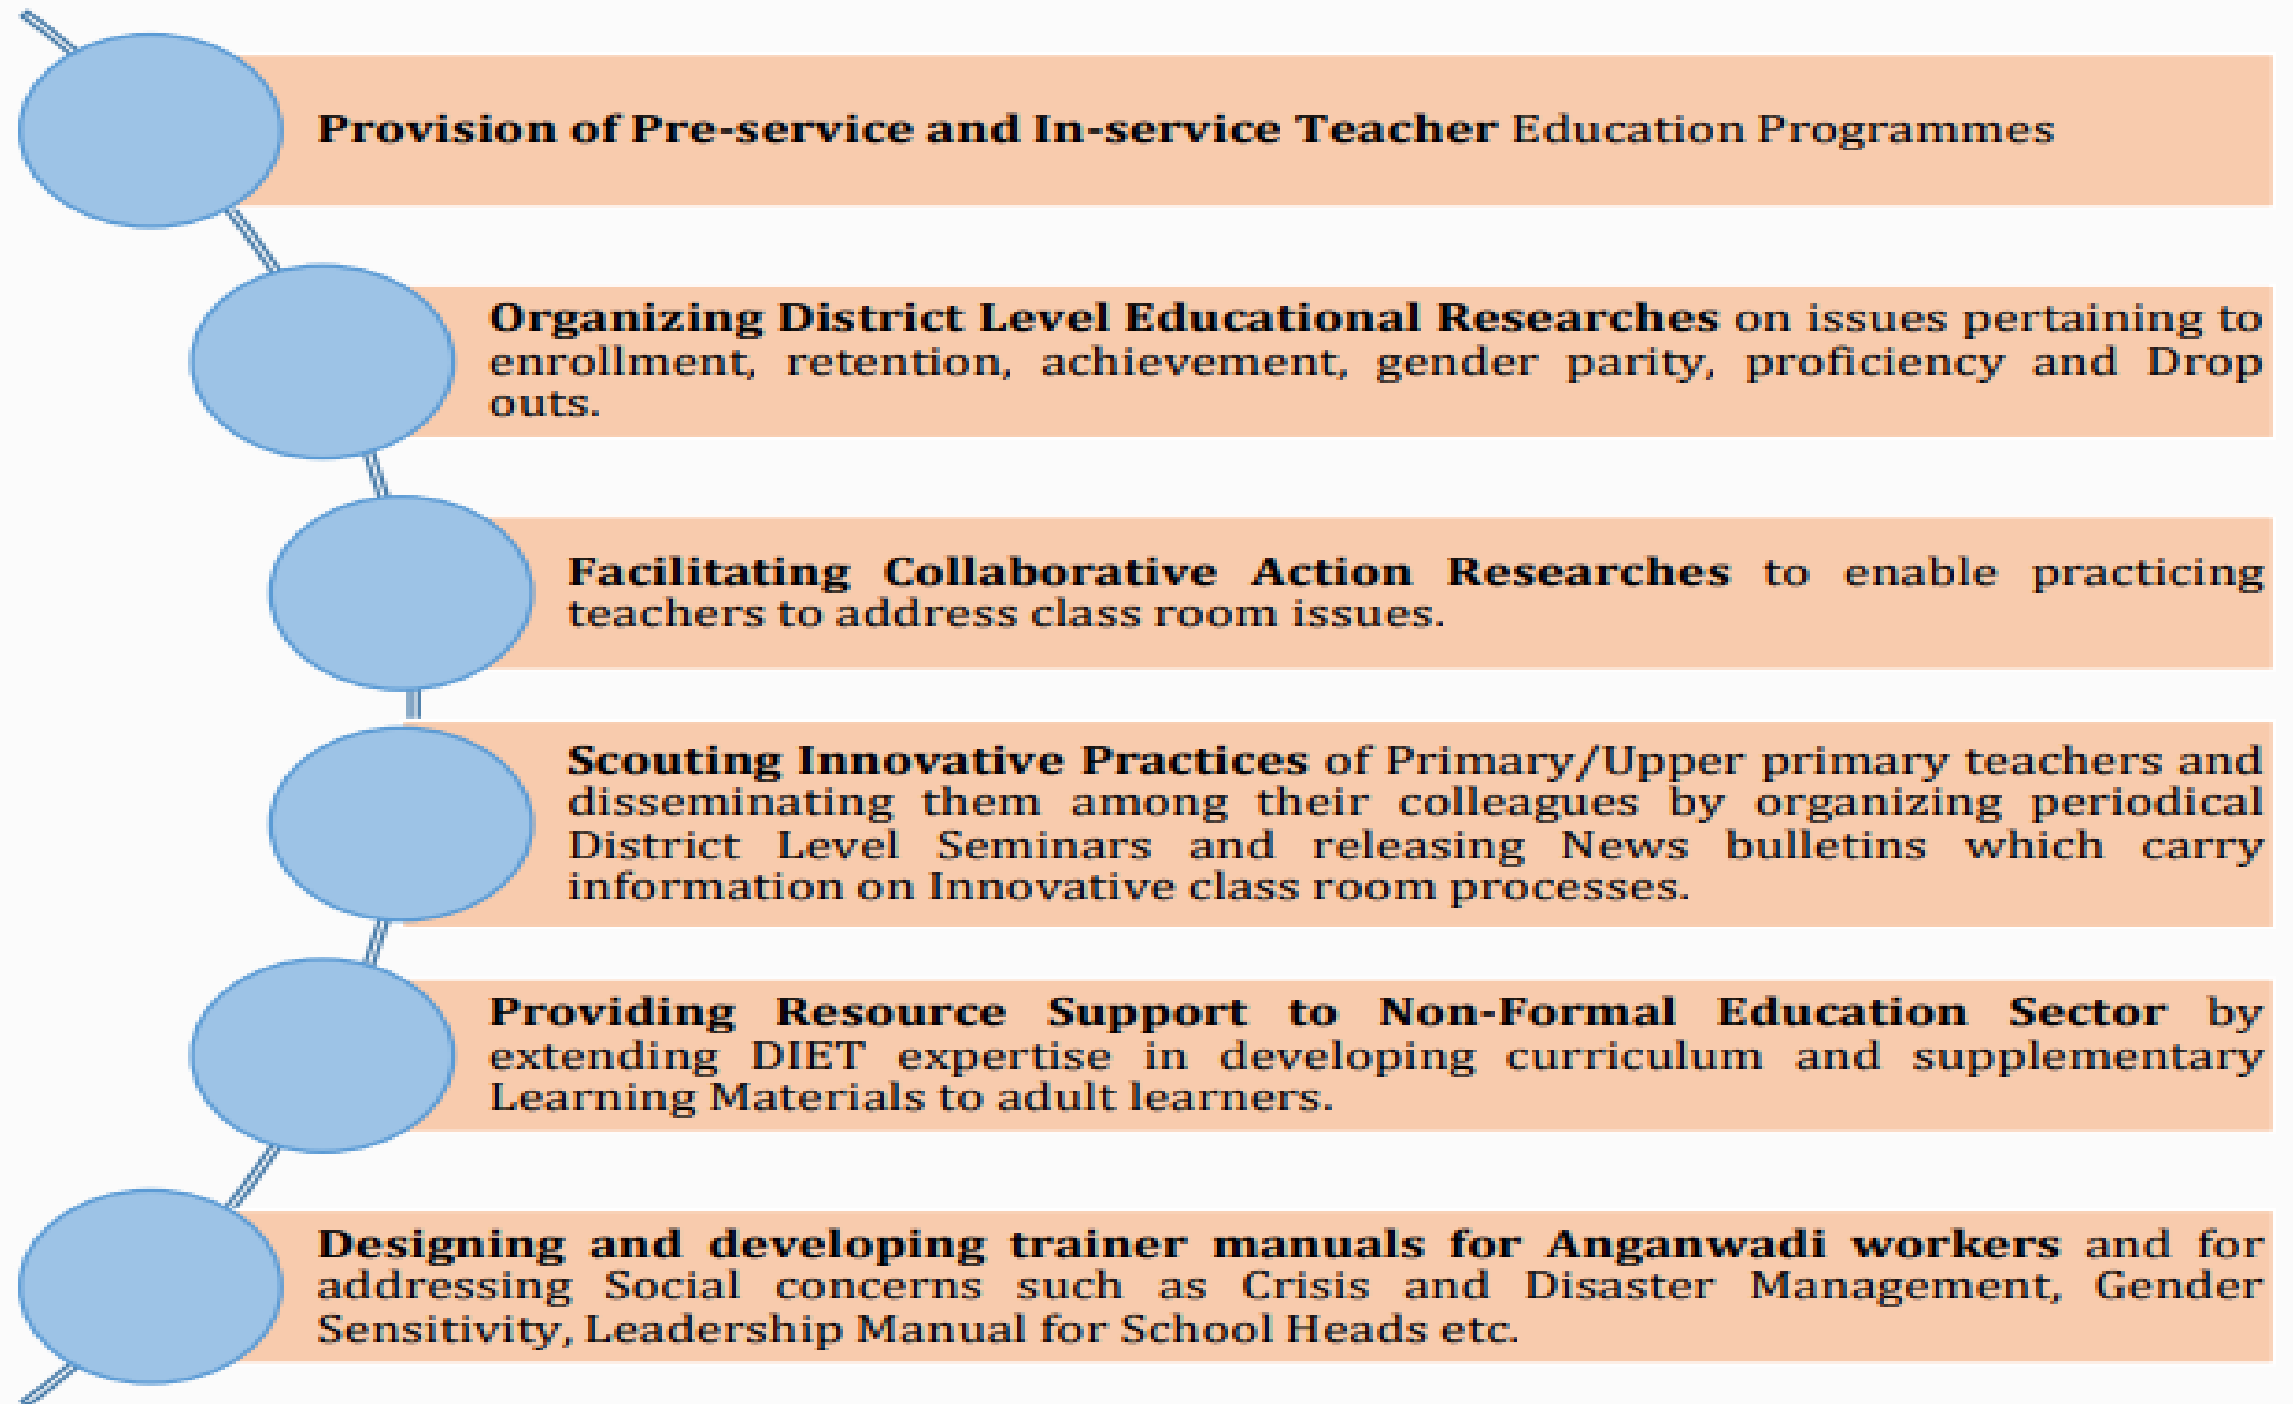 Provision of Pre-service and In-service Teacher Education Programmes
Organizing District Level Educational Researches on issues pertaining to
enrollment, retention, achievement, gender parity, proficiency and Drop
outs.
Facilitating Collaborative Action Researches to enable practicing
teachers to address class room issues.
Scouting Innovative Practices of Primary/Upper primary teachers and
disseminating them among their colleagues by organizing periodical
District Level Seminars and releasing News bulletins which carry
information on Innovative class room processes.
Providing Resource Support to Non-Formal Education Sector by
extending DIET expertise in developing curriculum and supplementary
Learning Materials to adult learners.
Designing and developing trainer manuals for Anganwadi workers and for
addressing Social concerns such as Crisis and Disaster Management, Gender
Sensitivity, Leadership Manual for School Heads etc.